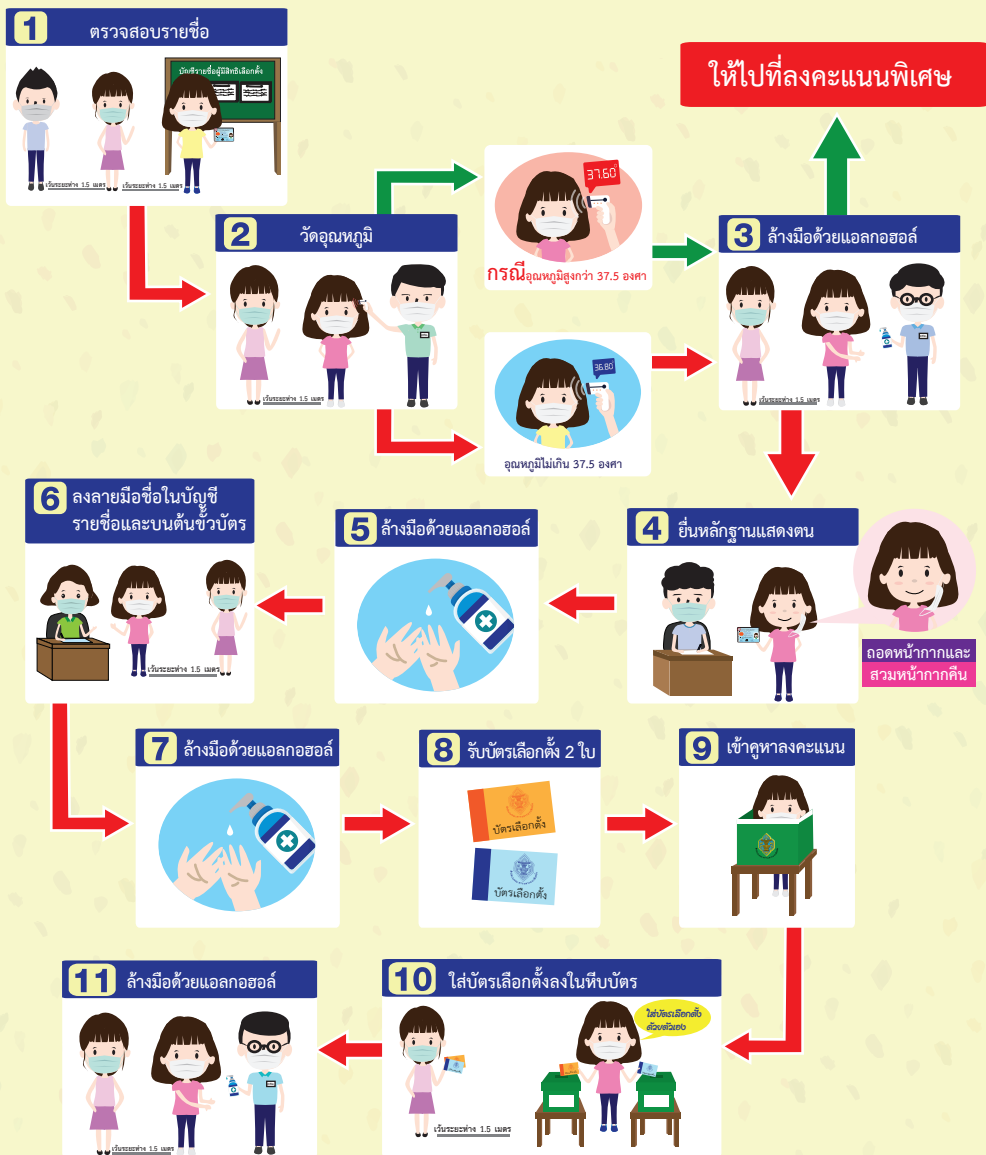 1 ตรวจสอบรายชื่อ
บัญชีรายชื่อผู้มีสิทธิเลือกตั้ง
เว้นระยะห่าง 1.5 เมตร เว้นระยะห่าง 1.5 เมตร
ให้ไปที่ลงคะแนนพิเศษ
2 วัดอุณหภูมิ
เว้นระยะห่าง 1.5 เมตร
37.60
กรณีอุณหภูมิสูงกว่า 37.5 องศา
36.80
อุณหภูมิไม่เกิน 37.5 องศา
3 ล้างมือด้วยแอลกอฮอล์
เว้นระยะห่าง 1.5 เมตร
4 ยื่นหลักฐานแสดงตน
ถอดหน้ากากและ
สวมหน้ากากคืน
5 ล้างมือด้วยแอลกอฮอล์
6 ลงลายมือชื่อในบัญชี
รายชื่อและบนต้นขั้วบัตร
เว้นระยะห่าง 1.5 เมตร
7 ล้างมือด้วยแอลกอฮอล์
8 รับบัตรเลือกตั้ง 2 ใบ
บัตรเลือกตั้ง
บัตรเลือกตั้ง
9 เข้าคูหาลงคะแนน
10 ใส่บัตรเลือกตั้งลงในหีบบัตร
ใส่บัตรเลือกตั้ง
ด้วยตัวเอง
เว้นระยะห่าง 1.5 เมตร
11 ล้างมือด้วยแอลกอฮอล์
เว้นระยะห่าง 1.5 เมตร